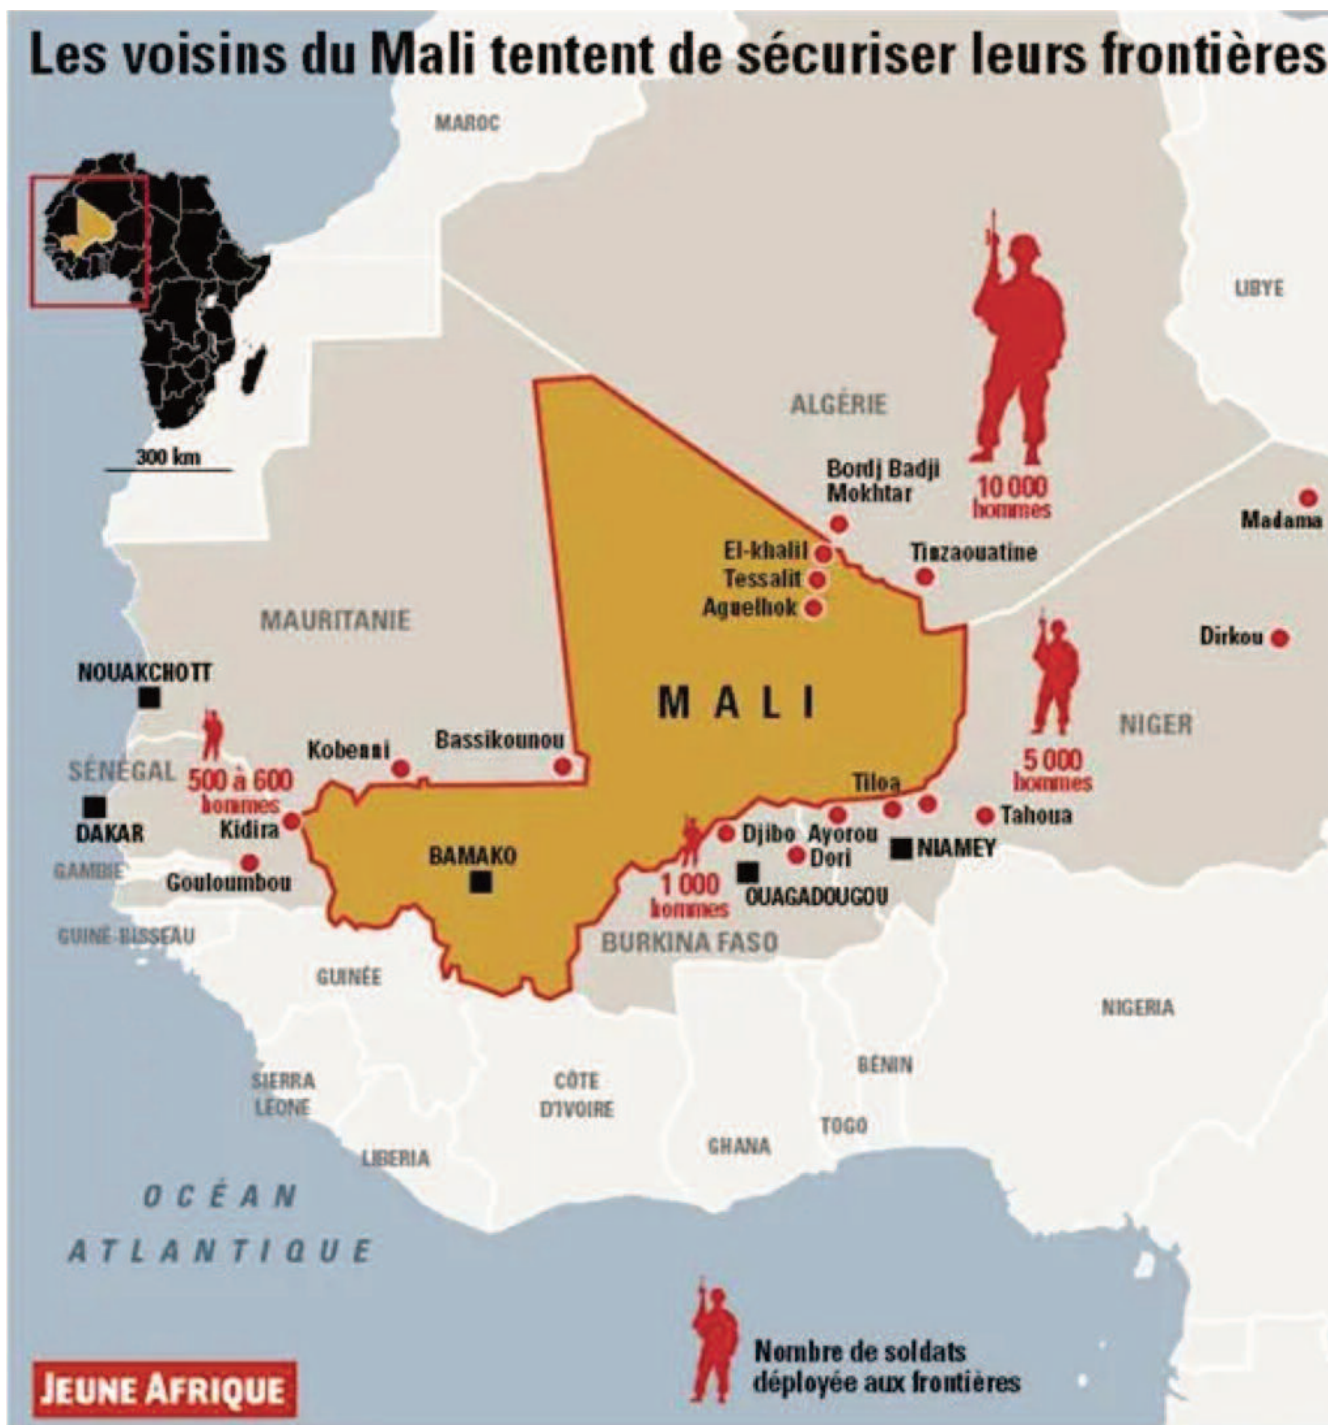 Les voisins du Mali tentent de sécuriser leurs frontières
MAROC
LIBYE
300 km
ALGÉRIE
10 000
hommes
Bordj Badji
Mokhtar
Madama
El-khalil
Tinzaouatine
Tessalit
Aguelhok
MAURITANIE
Dirkou
NOUAKCHOTT
MALI
NIGER
Kobenni
Bassikounou
SÉNÉGAL
500 à 600
hommes
5 000
hommes
Tiloa
DAKAR
Kidira
Djibo
Ayorou
Tahoua
BAMAKO
Dori
NIAMEY
GAMBIE
Gouloumbou
1 000
hommes
OUAGADOUGOU
GUINÉ-BISSEAU
BURKINA FASO
GUINÉE
NIGERIA
SIERRA
LEONE
CÔTE
D'IVOIRE
BÉNIN
TOGO
GHANA
LIBERIA
OCÉAN
ATLANTIQUE
Nombre de soldats
déployée aux frontières
JEUNE AFRIQUE